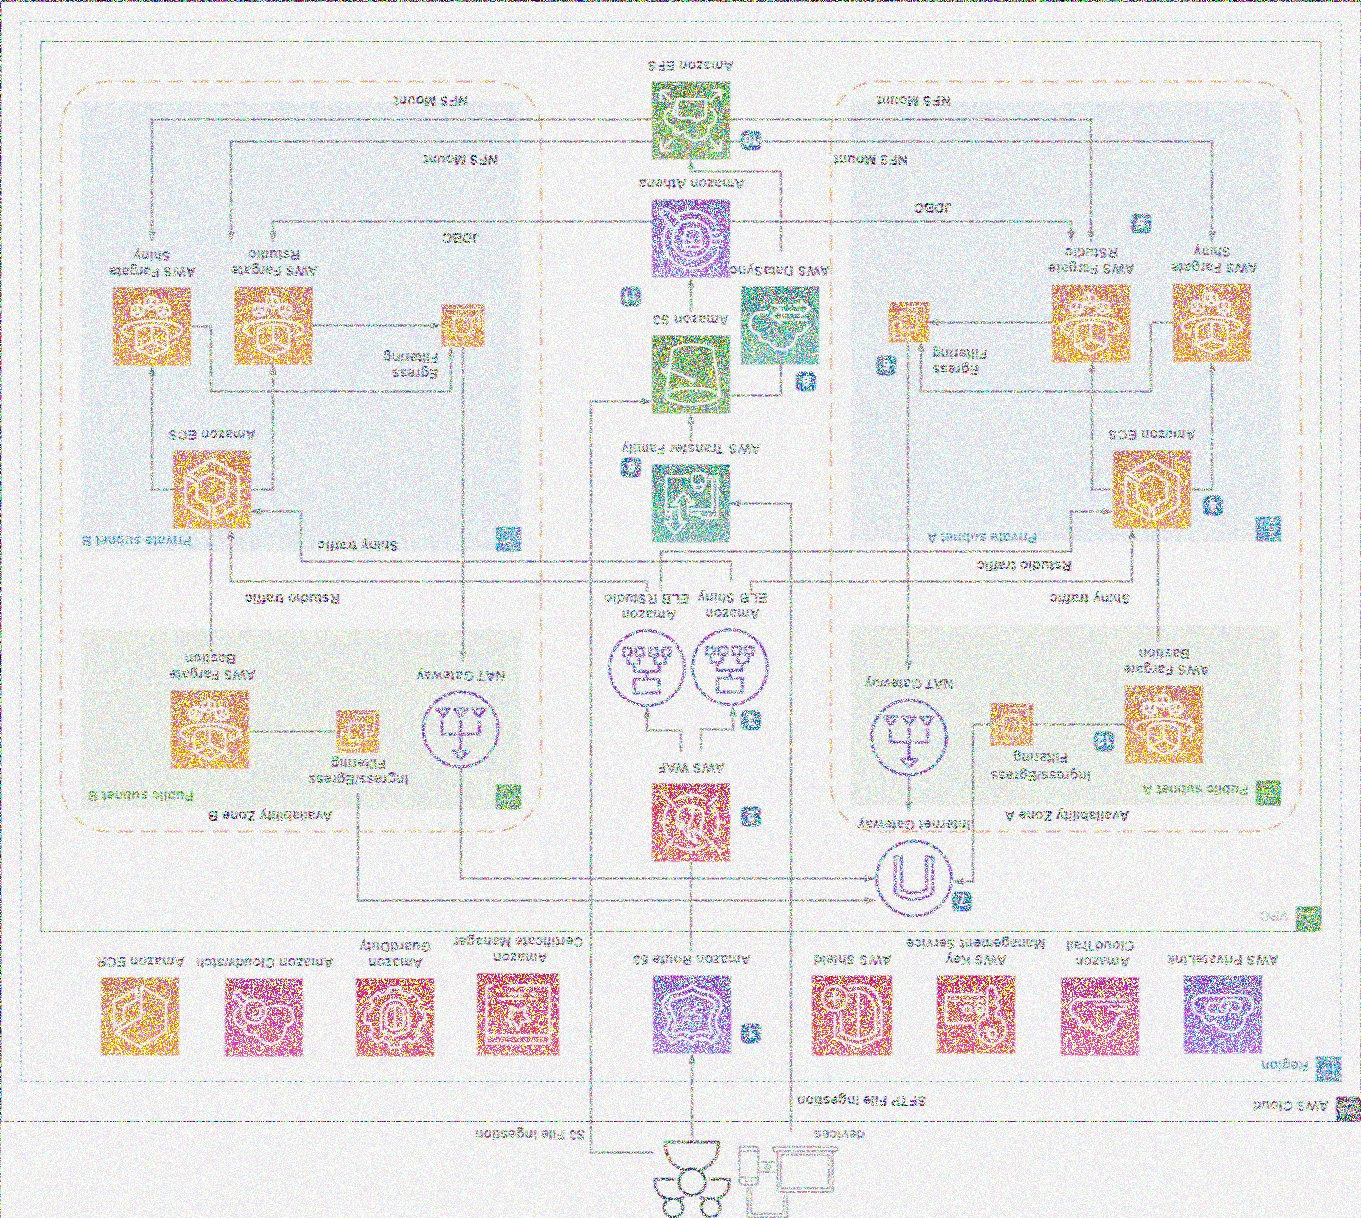 devices
S3 File Ingestion
AWS Cloud
SFTP File Ingestion
Region
AWS PrivateLink
Amazon
CloudTrail
AWS Key
Management Service
AWS Shield
Amazon Route 53
Amazon
Certificate Manager
Amazon
GuardDuty
Amazon Cloudwatch
Amazon ECR
VPC
Internet Gateway
Availability Zone A
Public subnet A
Ingress/Egress
Filtering
AWS Fargate
Bastion
NAT Gateway
AWS WAF
Amazon
ELB Shiny
Amazon
ELB RStudio
Availability Zone B
Public subnet B
Ingress/Egress
Filtering
NAT Gateway
AWS Fargate
Bastion
Shiny traffic
Rstudio traffic
Rstudio traffic
Shiny traffic
Private subnet A
Private subnet B
AWS Transfer Family
Amazon ECS
Amazon ECS
Egress
Filtering
Egress
Filtering
Amazon S3
AWS Fargate
Shiny
AWS Fargate
RStudio
AWS DataSync
AWS Fargate
Rstudio
AWS Fargate
Shiny
JDBC
JDBC
Amazon Athena
NFS Mount
NFS Mount
NFS Mount
NFS Mount
Amazon EFS